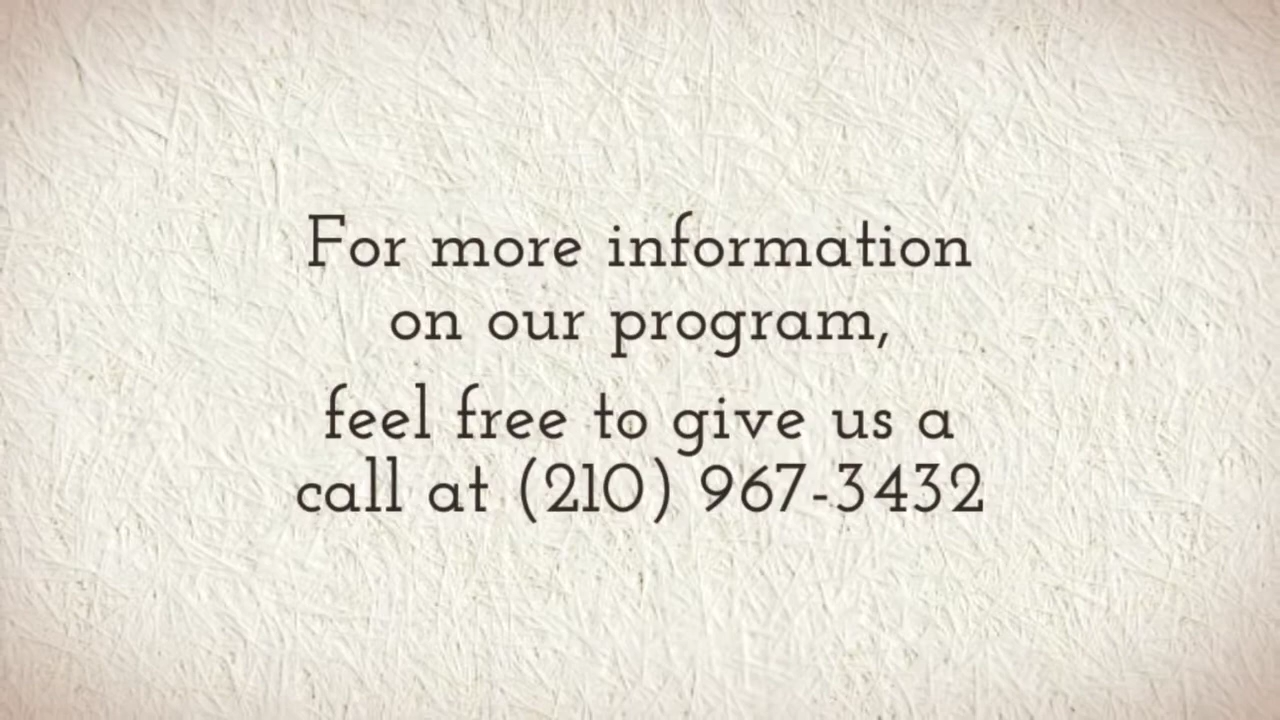 For more information
on our program,
feel free to give us a
call at (210) 967-3432